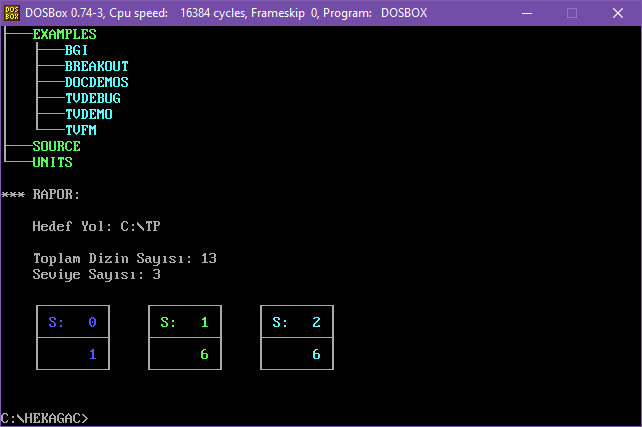 DOSBox 0.74-3, Cpu speed: 16384 cycles, Frameskip 0, Program: DOSBOX
EXAMPLES
BGI
BREAKOUT
DOCDEMOS
TVDEBUG
TVDEMO
TVFM
SOURCE
UNITS
*** RAPOR:
Hedef Yol: C:\TP
Toplam Dizin Sayısı: 13
Seviye Sayısı: 3
S: 0 S: 1 S: 2
1 6 6
C:\HEKAGAC>